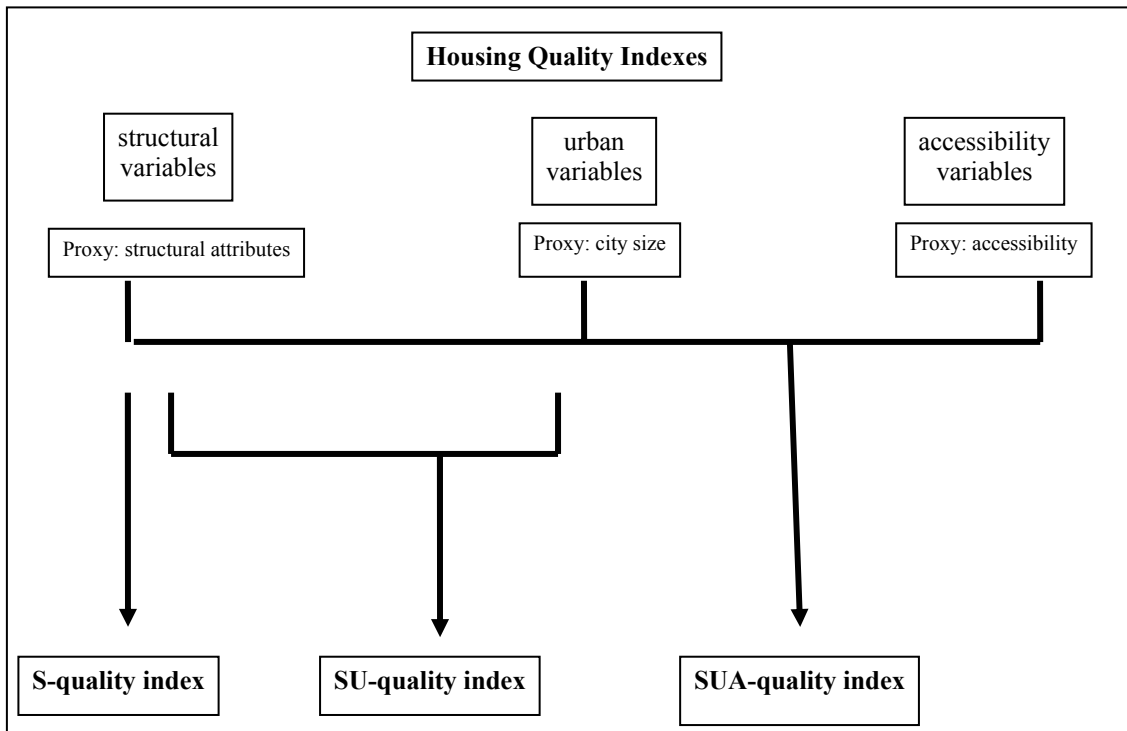 Housing Quality Indexes
structural
variables
urban
variables
accessibility
variables
Proxy: structural attributes
Proxy: city size
Proxy: accessibility
S-quality index
SU-quality index
SUA-quality index